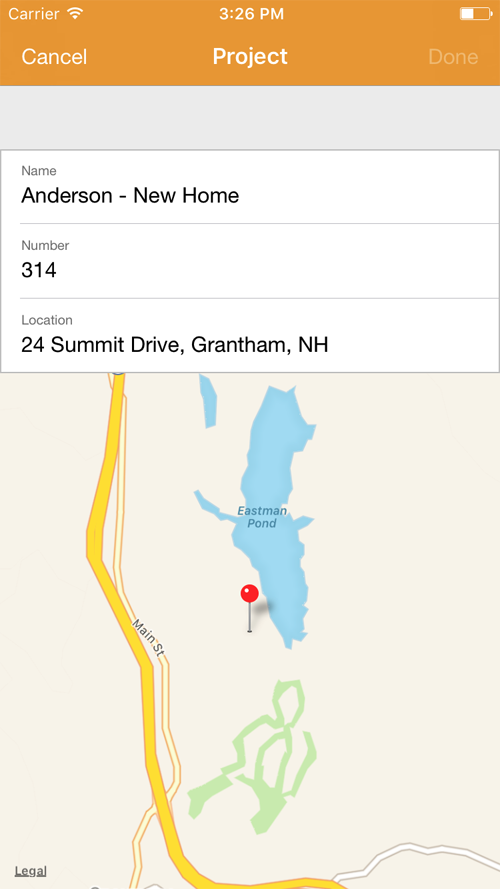 Carrier 3:26 PM
Cancel Project Done
Name
Anderson - New Home
Number
314
Location
24 Summit Drive, Grantham, NH
Eastman
Pond
Main St
Legal